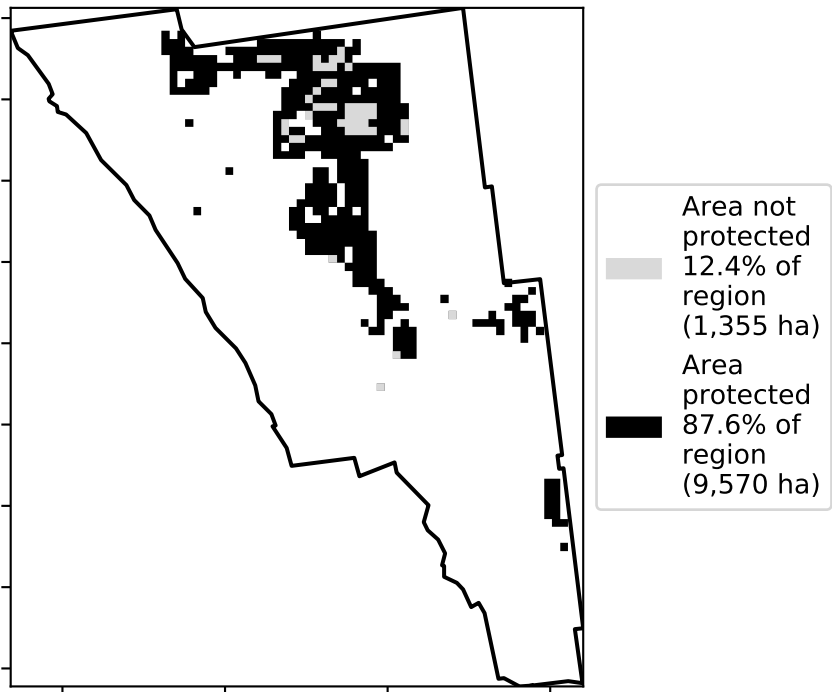 Area not
protected
12.4% of
region
(1,355 ha)
Area
protected
87.6% of
region
(9,570 ha)